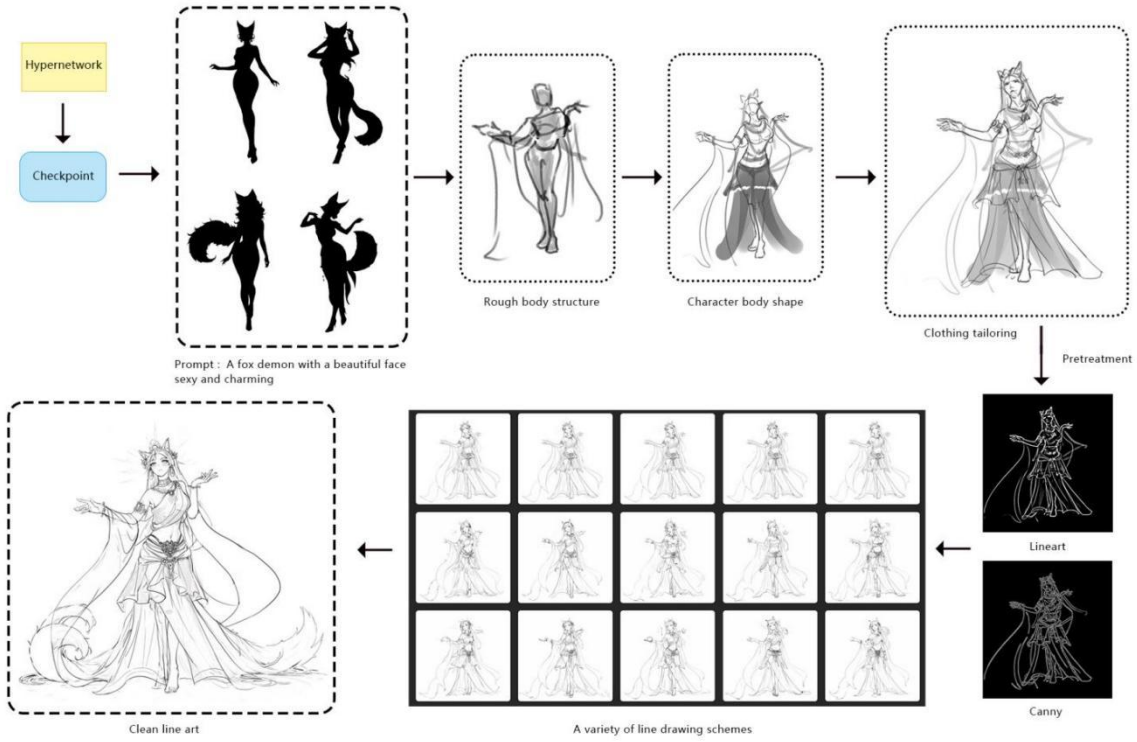 Hypernetwork
Checkpoint
Prompt : A fox demon with a beautiful face
sexy and charming
Rough body structure
Character body shape
Clothing tailoring
Pretreatment
Lineart
Canny
A variety of line drawing schemes
Clean line art